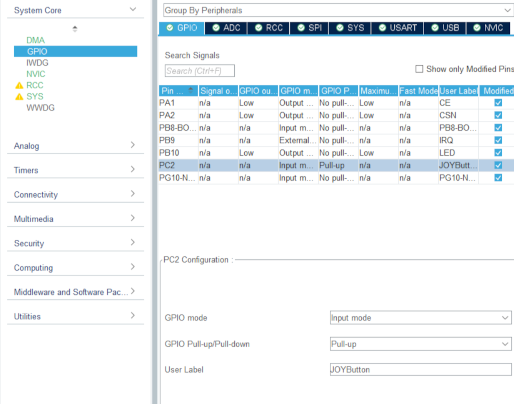 System Core
DMA
GPIO
IWDG
NVIC
RCC
SYS
WWDG
Analog
Timers
Connectivity
Multimedia
Security
Computing
Middleware and Software Pac...
Utilities
Group By Peripherals
GPIO ADC RCC SPI SYS USART USB NVIC
Search Signals
Search (Ctrl+F)
Show only Modified Pins
Pin ... Signal o... GPIO ou... GPIO m... GPIO P... Maximu... Fast Mode User Label Modified
PA1 n/a Low Output ... No pull-... Low n/a CE
PA2 n/a Low Output ... No pull-... Low n/a CSN
PB8-BO... n/a n/a Input m... No pull-... n/a n/a PB8-BO...
PB9 n/a n/a External... No pull-... n/a n/a IRQ
PB10 n/a Low Output ... No pull-... Low n/a LED
PC2 n/a n/a Input m... Pull-up n/a n/a JOYButt...
PG10-N... n/a n/a Input m... No pull-... n/a n/a PG10-N...
PC2 Configuration :
GPIO mode Input mode
GPIO Pull-up/Pull-down Pull-up
User Label JOYButton